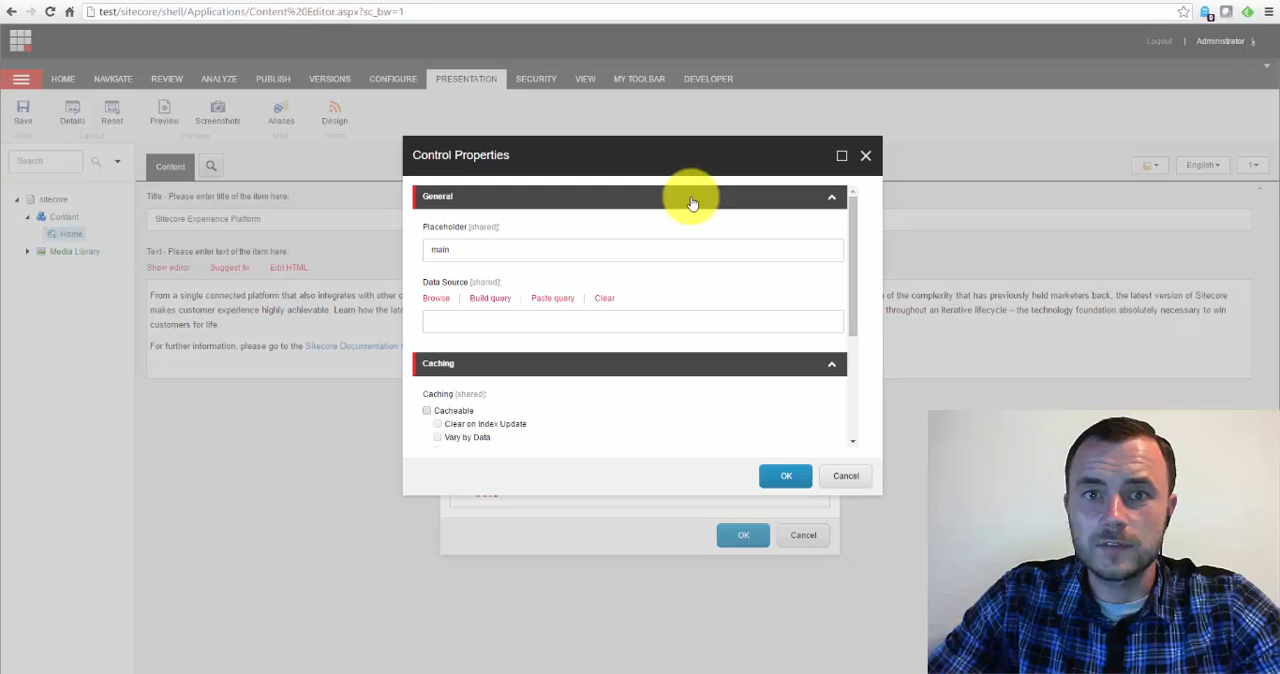 test/sitecore/shell/Applications/Content%20Editor.aspx?sc_bw=1
Logout | Administrator
HOME NAVIGATE REVIEW ANALYZE PUBLISH VERSIONS CONFIGURE PRESENTATION SECURITY VIEW MY TOOLBAR DEVELOPER
Save Details Reset Preview Screenshots Aliases Design
Layout
Control Properties
Search
Content
English
1
General
Title - Please enter title of the item here:
Sitecore Experience Platform
sitecore
Content
Home
Media Library
Placeholder [shared]:
main
Text - Please enter text of the item here:
Show editor Suggest fix Edit HTML
Data Source [shared]:
Browse | Build query | Paste query | Clear
From a single connected platform that also integrates with other c
of the complexity that has previously held marketers back, the latest version of Sitecore
makes customer experience highly achievable. Learn how the late
throughout an iterative lifecycle – the technology foundation absolutely necessary to win
customers for life.
For further information, please go to the Sitecore Documentation s
Caching
Caching [shared]:
Cacheable
Clear on Index Update
Vary by Data
OK Cancel
OK Cancel